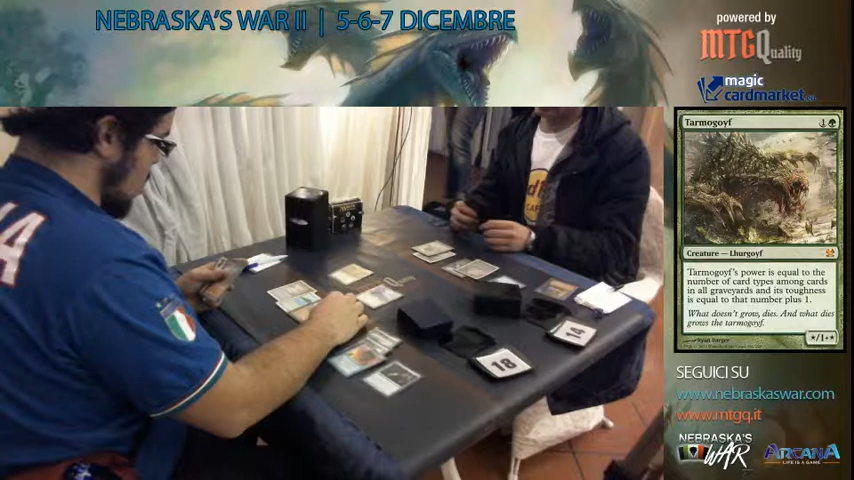 NEBRASKA'S WAR II | 5-6-7 DICEMBRE
powered by
MTGQuality
magic
cardmarket.eu
Tarmogoyf 1
Creature — Lhurgoyf
Tarmogoyf's power is equal to the
number of card types among cards
in all graveyards and its toughness
is equal to that number plus 1.
What doesn't grow, dies. And what dies
grows the tarmogoyf.
*/1+*
SEGUICI SU
www.nebraskaswar.com
www.mtgq.it
NEBRASKA'S
WAR
ARCANA
LIFE IS A GAME
14
18